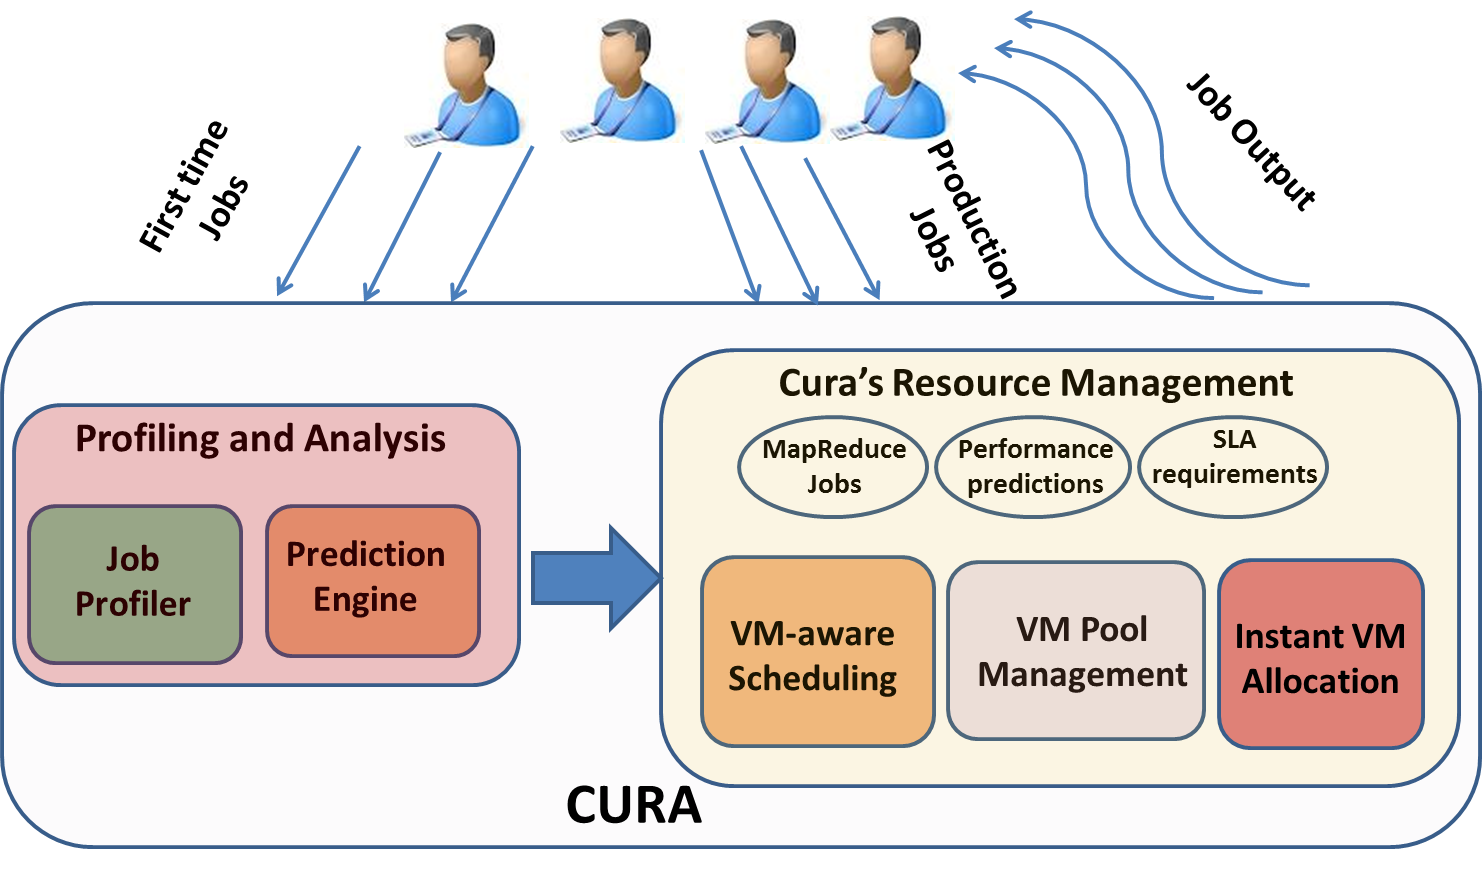 First time
Jobs
Production
Jobs
Job Output
Profiling and Analysis
Job
Profiler
Prediction
Engine
Cura’s Resource Management
MapReduce
Jobs
Performance
predictions
SLA
requirements
VM-aware
Scheduling
VM Pool
Management
Instant VM
Allocation
CURA